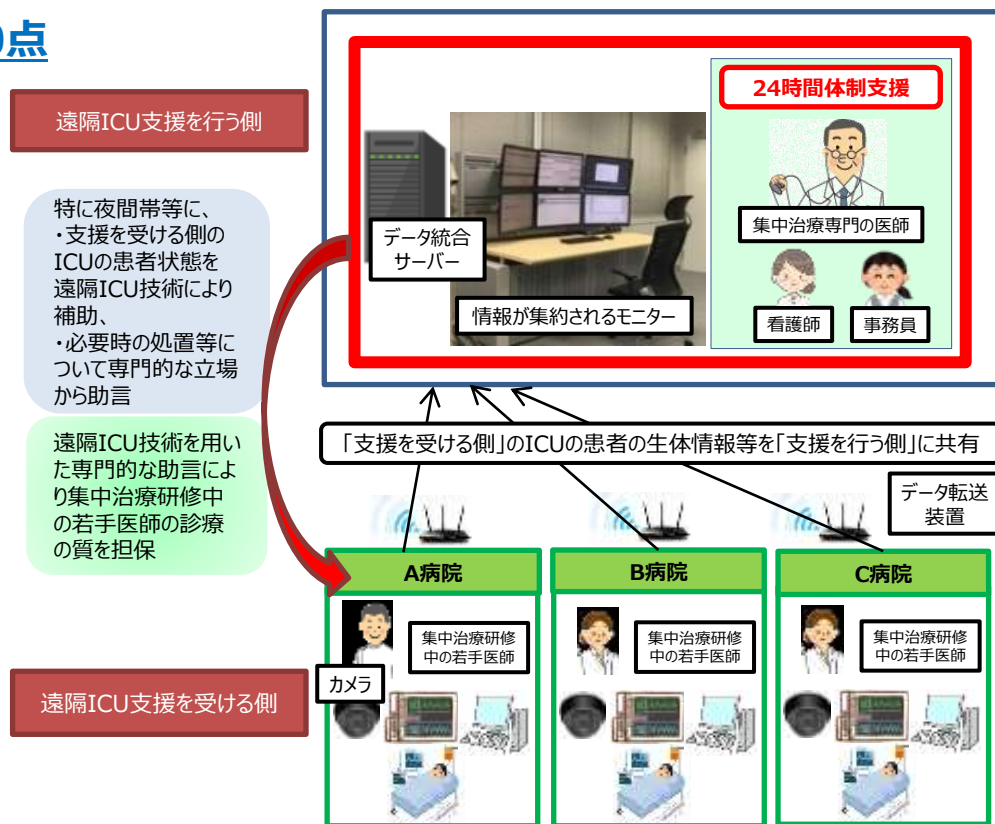 点
遠隔ICU支援を行う側
24時間体制支援
集中治療専門の医師
看護師
事務員
データ統合
サーバー
情報が集約されるモニター
特に夜間帯等に、
・支援を受ける側の
ICUの患者状態を
遠隔ICU技術により
補助、
・必要時の処置等に
ついて専門的な立場
から助言
遠隔ICU技術を用い
た専門的な助言によ
り集中治療研修中
の若手医師の診療
の質を担保
「支援を受ける側」のICUの患者の生体情報等を「支援を行う側」に共有
データ転送
装置
A病院
B病院
C病院
集中治療研修
中の若手医師
集中治療研修
中の若手医師
集中治療研修
中の若手医師
カメラ
遠隔ICU支援を受ける側